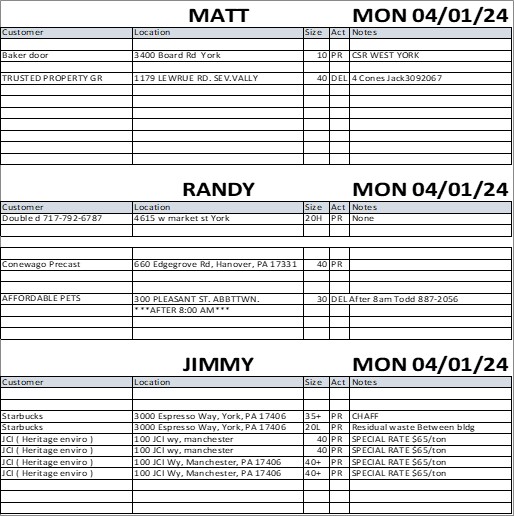 MATT MON 04/01/24
Customer Location Size Act Notes
Baker door 3400 Board Rd York 10 PR CSR WEST YORK
TRUSTED PROPERTY GR 1179 LEWRUE RD. SEV.VALLY 40 DEL 4 Cones Jack3092067
RANDY MON 04/01/24
Customer Location Size Act Notes
Double d 717-792-6787 4615 w market st York 20H PR None
Conewago Precast 660 Edgegrove Rd, Hanover, PA 17331 40 PR
AFFORDABLE PETS 300 PLEASANT ST. ABBTTWN. 30 DEL After 8am Todd 887-2056
***AFTER 8:00 AM***
JIMMY MON 04/01/24
Customer Location Size Act Notes
Starbucks 3000 Espresso Way, York, PA 17406 35+ PR CHAFF
Starbucks 3000 Espresso Way, York, PA 17406 20L PR Residual waste Between bldg
JCI ( Heritage enviro ) 100 JCI wy, manchester 40 PR SPECIAL RATE $65/ton
JCI ( Heritage enviro ) 100 JCI wy, manchester 40 PR SPECIAL RATE $65/ton
JCI ( Heritage enviro ) 100 JCI Wy, Manchester, PA 17406 40+ PR SPECIAL RATE $65/ton
JCI ( Heritage enviro ) 100 JCI Wy, Manchester, PA 17406 40+ PR SPECIAL RATE $65/ton